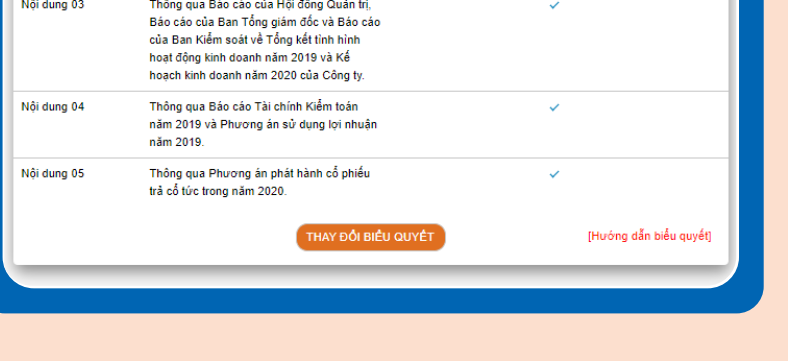 Nội dung 03 Thông qua Báo cáo của Hội đồng Quản trị,
Báo cáo của Ban Tổng giám đốc và Báo cáo
của Ban Kiểm soát về Tổng kết tình hình
hoạt động kinh doanh năm 2019 và Kế
hoạch kinh doanh năm 2020 của Công ty.
Nội dung 04 Thông qua Báo cáo Tài chính Kiểm toán
năm 2019 và Phương án sử dụng lợi nhuận
năm 2019.
Nội dung 05 Thông qua Phương án phát hành cổ phiếu
trả cổ tức trong năm 2020.
THAY ĐỔI BIỂU QUYẾT [Hướng dẫn biểu quyết]